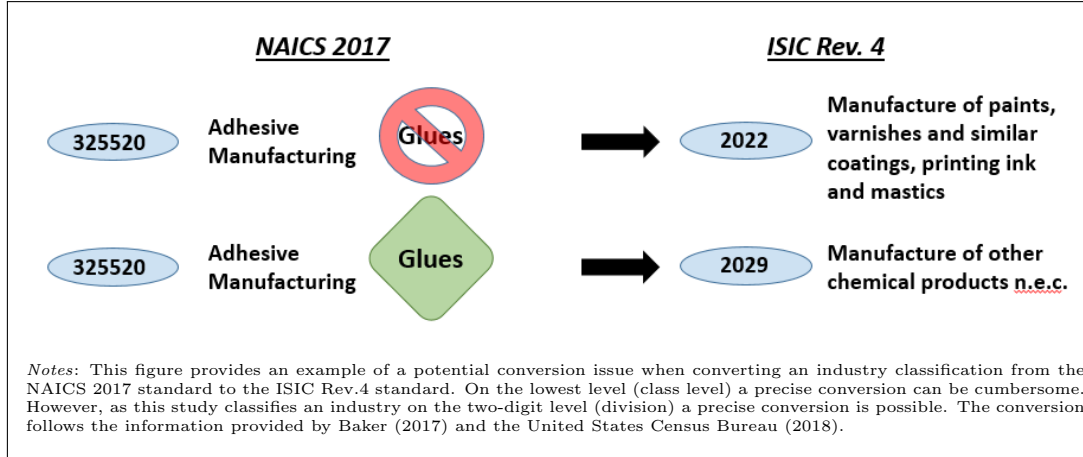 NAICS 2017 ISIC Rev. 4
325520 Adhesive Manufacturing Glues 2022 Manufacture of paints,
varnishes and similar
coatings, printing ink
and mastics
325520 Adhesive Manufacturing Glues 2029 Manufacture of other
chemical products n.e.c.
Notes: This figure provides an example of a potential conversion issue when converting an industry classification from the
NAICS 2017 standard to the ISIC Rev.4 standard. On the lowest level (class level) a precise conversion can be cumbersome.
However, as this study classifies an industry on the two-digit level (division) a precise conversion is possible. The conversion
follows the information provided by Baker (2017) and the United States Census Bureau (2018).